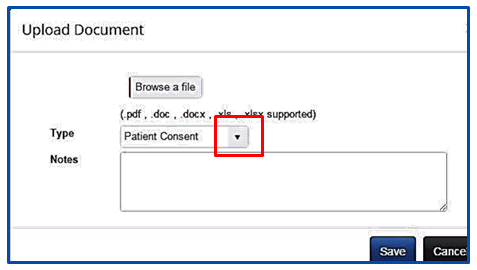 Upload Document
Browse a file
(.pdf , .doc , .docx , .xls , .xlsx supported)
Type
Patient Consent
Notes
Save
Cance